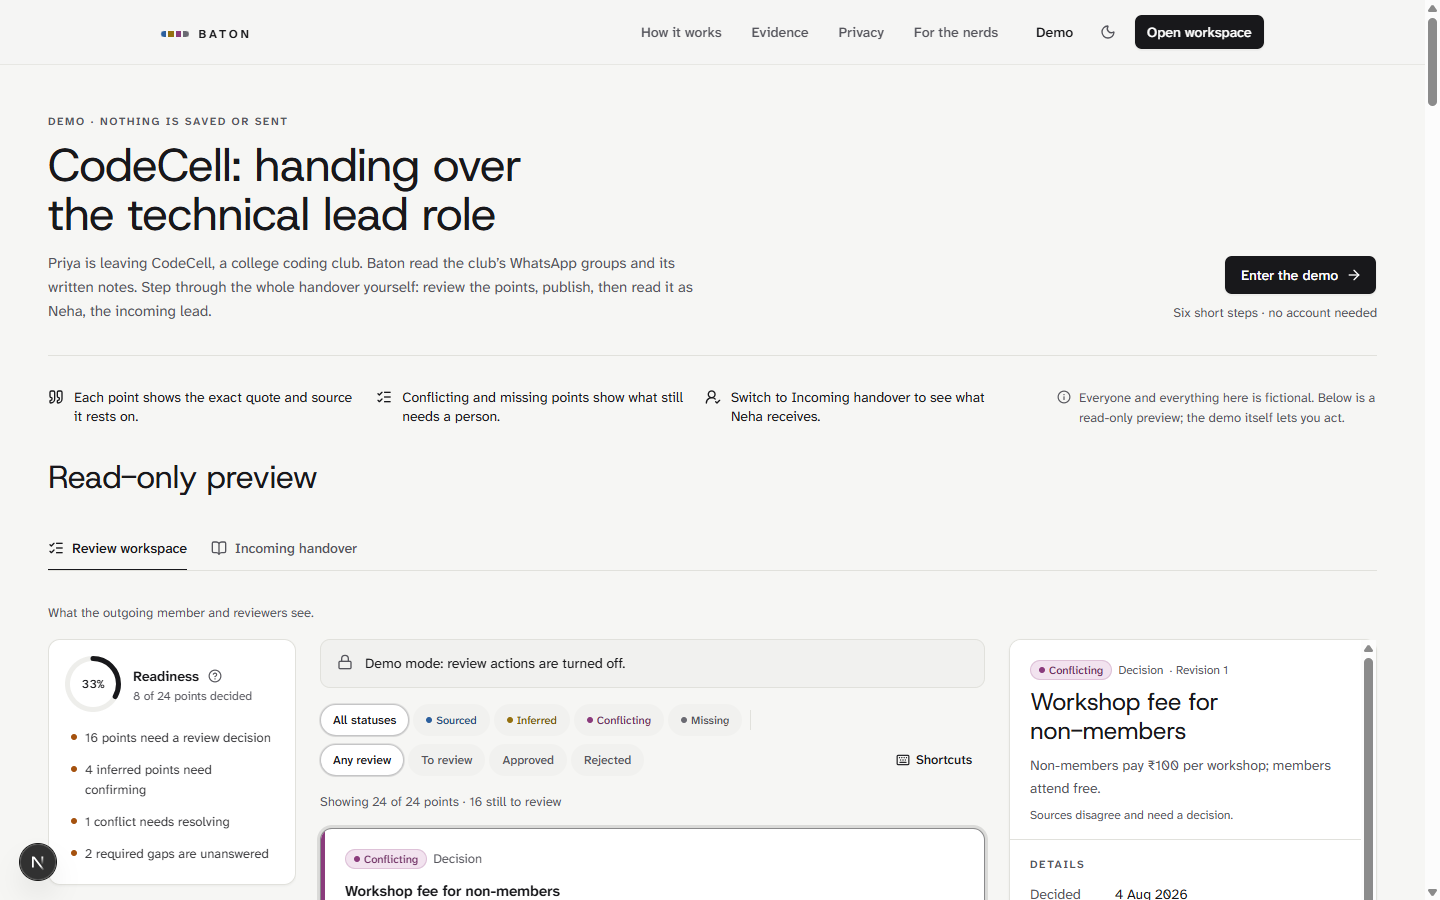 BATON
How it works
Evidence
Privacy
For the nerds
Demo
Open workspace
DEMO · NOTHING IS SAVED OR SENT
CodeCell: handing over
the technical lead role
Priya is leaving CodeCell, a college coding club. Baton read the club’s WhatsApp groups and its
written notes. Step through the whole handover yourself: review the points, publish, then read it as
Neha, the incoming lead.
Enter the demo
Six short steps · no account needed
Each point shows the exact quote and source
it rests on.
Conflicting and missing points show what still
needs a person.
Switch to Incoming handover to see what
Neha receives.
Everyone and everything here is fictional. Below is a
read-only preview; the demo itself lets you act.
Read-only preview
Review workspace
Incoming handover
What the outgoing member and reviewers see.
33%
Readiness
8 of 24 points decided
16 points need a review decision
4 inferred points need
confirming
1 conflict needs resolving
2 required gaps are unanswered
N
Demo mode: review actions are turned off.
All statuses
Sourced
Inferred
Conflicting
Missing
Any review
To review
Approved
Rejected
Shortcuts
Showing 24 of 24 points · 16 still to review
Conflicting
Decision
Workshop fee for non-members
Conflicting
Decision · Revision 1
Workshop fee for
non-members
Non-members pay ₹100 per workshop; members
attend free.
Sources disagree and need a decision.
DETAILS
Decided
4 Aug 2026